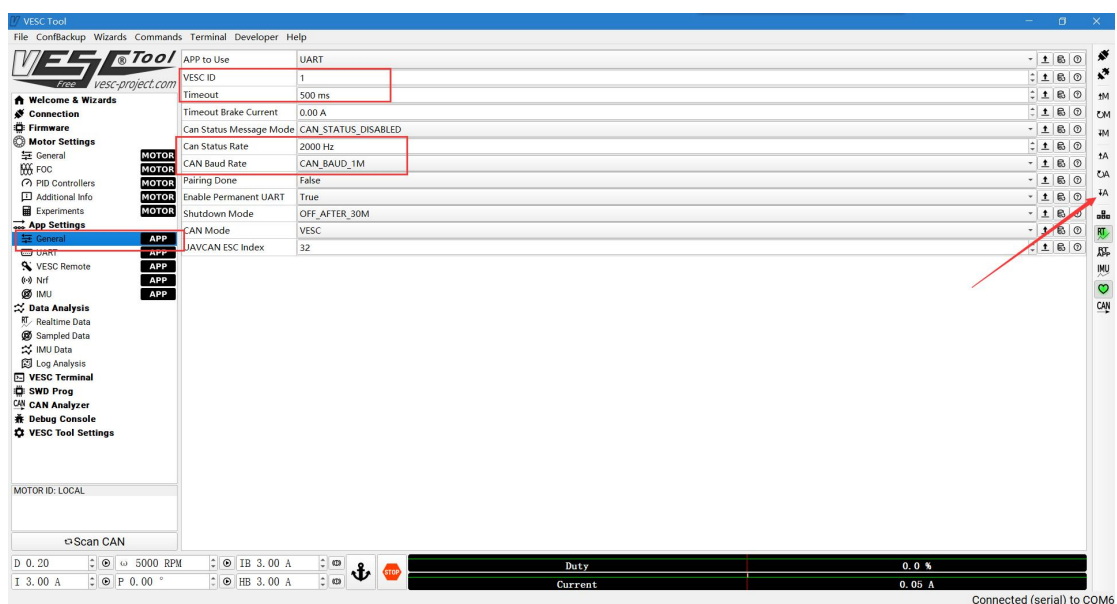 VESC Tool
File ConfBackup Wizards Commands Terminal Developer Help
VESC ® Tool
Free vesc-project.com
Welcome & Wizards
Connection
Firmware
Motor Settings
General MOTOR
FOC MOTOR
PID Controllers MOTOR
Additional Info MOTOR
Experiments MOTOR
App Settings
General APP
UART APP
VESC Remote APP
Nrf APP
IMU APP
Data Analysis
Realtime Data
Sampled Data
IMU Data
Log Analysis
VESC Terminal
SWD Prog
CAN Analyzer
Debug Console
VESC Tool Settings
MOTOR ID: LOCAL
Scan CAN
APP to Use UART
VESC ID 1
Timeout 500 ms
Timeout Brake Current 0.00 A
Can Status Message Mode CAN_STATUS_DISABLED
Can Status Rate 2000 Hz
CAN Baud Rate CAN_BAUD_1M
Pairing Done False
Enable Permanent UART True
Shutdown Mode OFF_AFTER_30M
CAN Mode VESC
UAVCAN ESC Index 32
M
M
M
A
A
A
RT
RT APP
IMU
CAN
D 0.20 ω 5000 RPM IB 3.00 A
I 3.00 A P 0.00 ° HB 3.00 A
STOP
Duty 0.0 %
Current 0.05 A
Connected (serial) to COM6